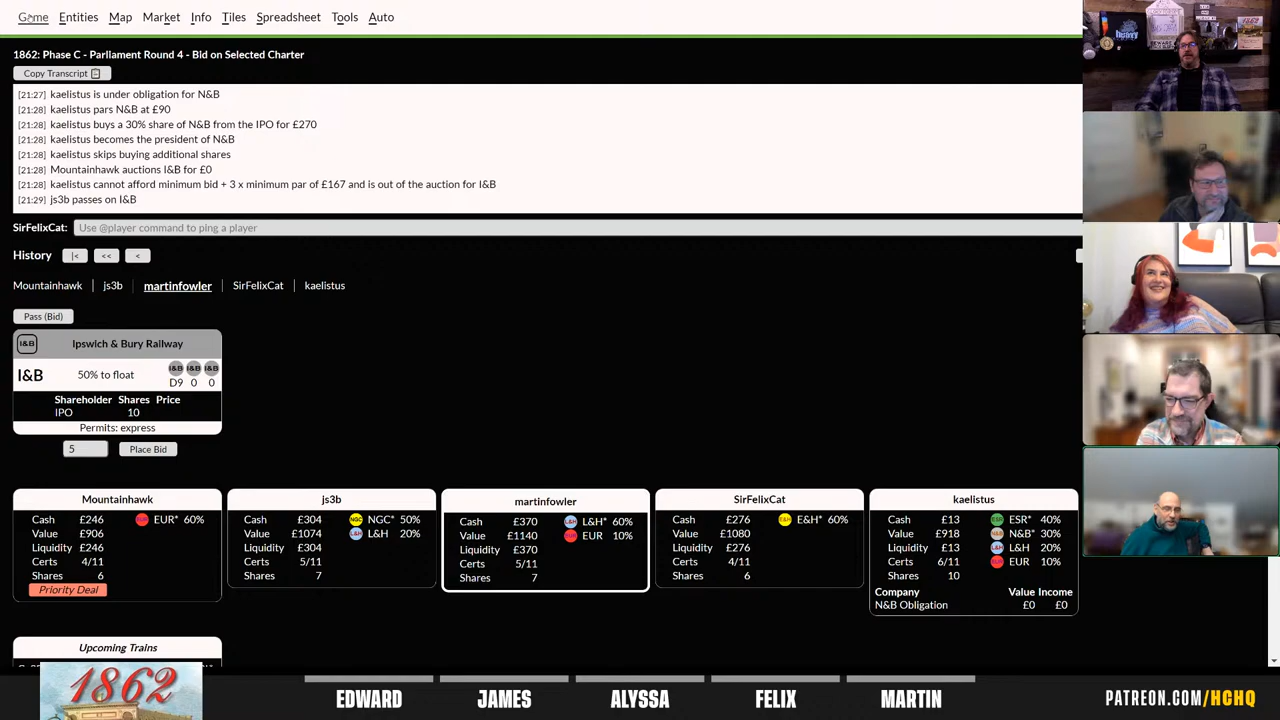 Game Entities Map Market Info Tiles Spreadsheet Tools Auto
1862: Phase C - Parliament Round 4 - Bid on Selected Charter
Copy Transcript
[21:27] kaelistus is under obligation for N&B
[21:28] kaelistus pars N&B at £90
[21:28] kaelistus buys a 30% share of N&B from the IPO for £270
[21:28] kaelistus becomes the president of N&B
[21:28] kaelistus skips buying additional shares
[21:28] Mountainhawk auctions I&B for £0
[21:28] kaelistus cannot afford minimum bid + 3 x minimum par of £167 and is out of the auction for I&B
[21:29] js3b passes on I&B
SirFelixCat: Use @player command to ping a player
History |< << <
Mountainhawk js3b martinfowler SirFelixCat kaelistus
Pass (Bid)
I&B Ipswich & Bury Railway
I&B 50% to float I&B I&B I&B
D9 0 0
Shareholder Shares Price
IPO 10
Permits: express
5 Place Bid
Mountainhawk
Cash £246 EUR* 60%
Value £906
Liquidity £246
Certs 4/11
Shares 6
Priority Deal
js3b
Cash £304 NGC* 50%
Value £1074 L&H 20%
Liquidity £304
Certs 5/11
Shares 7
martinfowler
Cash £370 L&H* 60%
Value £1140 EUR 10%
Liquidity £370
Certs 5/11
Shares 7
SirFelixCat
Cash £276 E&H* 60%
Value £1080
Liquidity £276
Certs 4/11
Shares 6
kaelistus
Cash £13 ESR* 40%
Value £918 N&B* 30%
Liquidity £13 L&H 20%
Certs 6/11 EUR 10%
Shares 10
Company Value Income
N&B Obligation £0 £0
Upcoming Trains
1862
EDWARD JAMES ALYSSA FELIX MARTIN
PATREON.COM/HCHQ